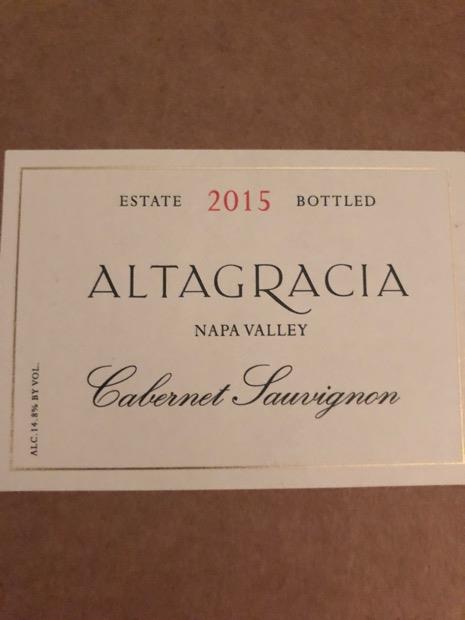 ESTATE 2015 BOTTLED
ALTAGRACIA
NAPA VALLEY
Cabernet Sauvignon
ALC. 14.8% BY VOL.